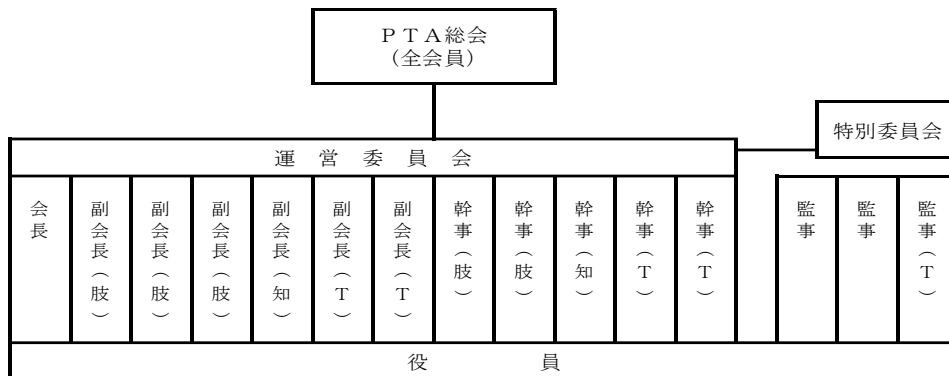 ＰＴＡ総会
(全会員)
特別委員会
運営委員会
会長
副会長(肢)
副会長(肢)
副会長(肢)
副会長(知)
副会長(Ｔ)
副会長(Ｔ)
幹事(肢)
幹事(肢)
幹事(知)
幹事(Ｔ)
幹事(Ｔ)
監事
監事
監事(Ｔ)
役員